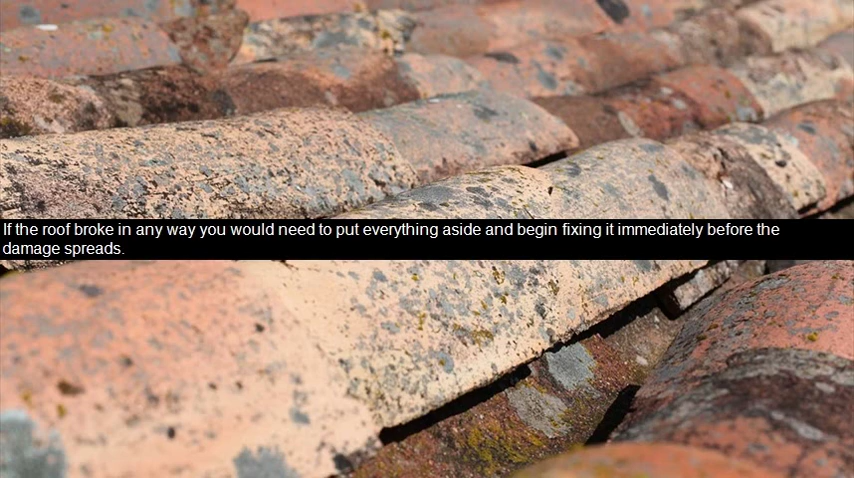 If the roof broke in any way you would need to put everything aside and begin fixing it immediately before the
damage spreads.